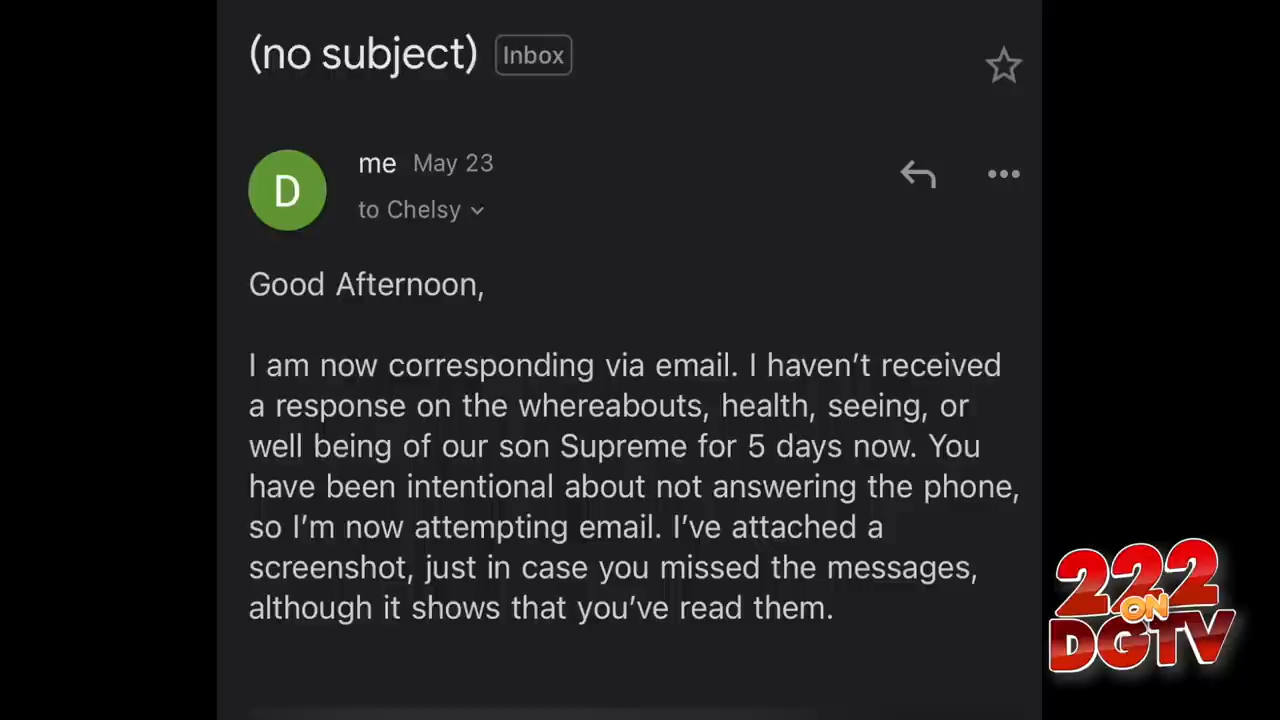 (no subject) Inbox
D
me May 23
to Chelsy
Good Afternoon,
I am now corresponding via email. I haven’t received
a response on the whereabouts, health, seeing, or
well being of our son Supreme for 5 days now. You
have been intentional about not answering the phone,
so I’m now attempting email. I’ve attached a
screenshot, just in case you missed the messages,
although it shows that you’ve read them.
222
ON
DGTV